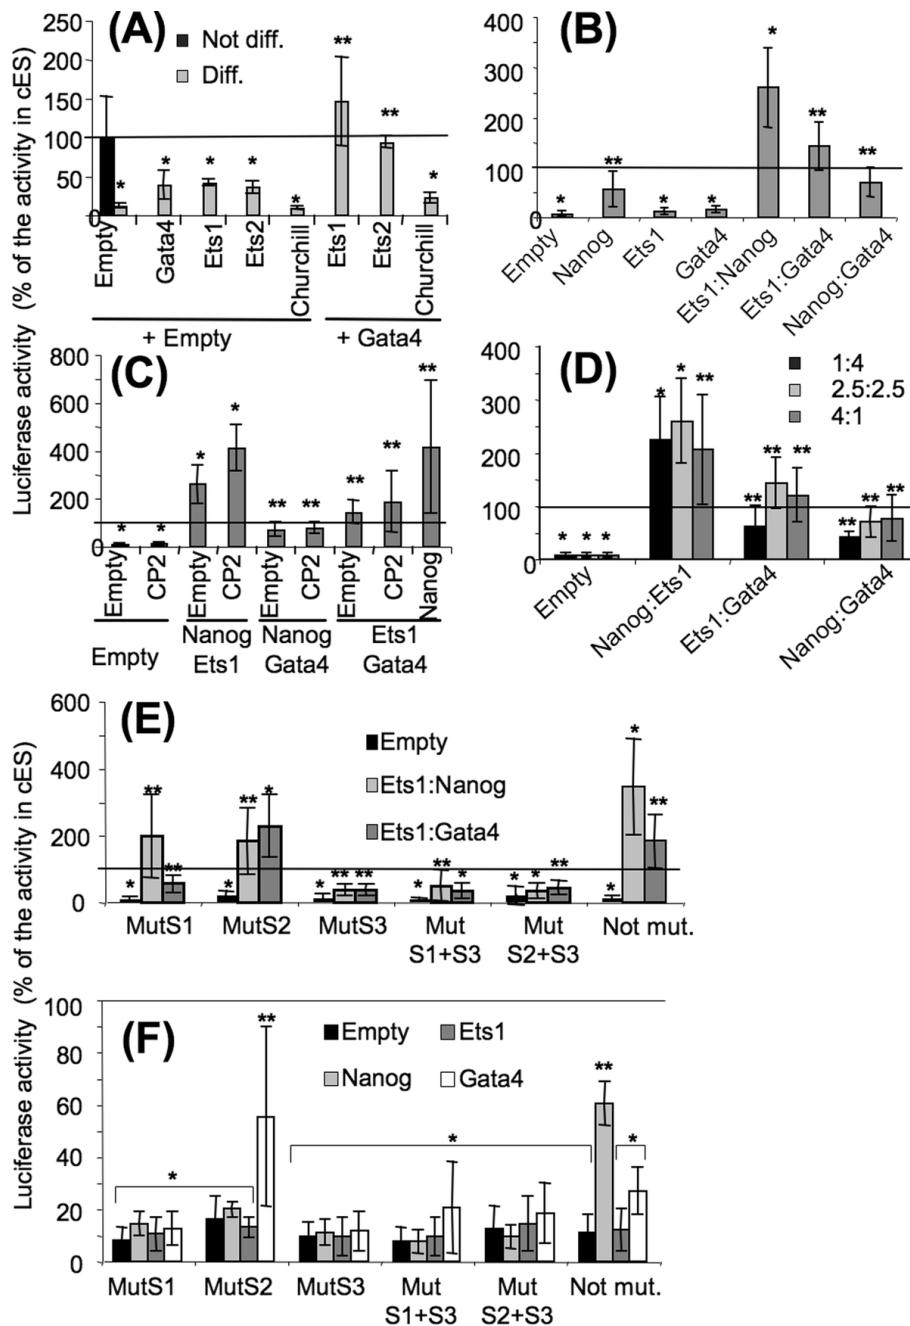 Luciferase activity (% of the activity in cES)
(A)
Not diff.
Diff.
250
200
150
100
50
0
** ** * * * * * * *
Empty Gata4 Ets1 Ets2 Churchill Ets1 Ets2 Churchill
+ Empty + Gata4
(B)
400
300
200
100
0
* ** * * * ** **
Empty Nanog Ets1 Gata4 Ets1:Nanog Ets1:Gata4 Nanog:Gata4
(C)
800
600
400
200
0
* * * * ** ** ** ** **
Empty CP2 Empty CP2 Empty CP2 Empty CP2 Nanog
Empty Nanog Nanog Ets1
Ets1 Gata4 Gata4
(D)
1:4
2.5:2.5
4:1
400
300
200
100
0
* * * * * ** ** ** ** ** ** **
Empty Nanog:Ets1 Ets1:Gata4 Nanog:Gata4
Luciferase activity (% of the activity in cES)
(E)
Empty
Ets1:Nanog
Ets1:Gata4
600
400
200
0
* ** ** * ** * * ** ** * ** * * * ** * * **
MutS1 MutS2 MutS3 Mut Mut Not mut.
S1+S3 S2+S3
(F)
Empty Ets1
Nanog Gata4
100
80
60
40
20
0
* ** * ** *
MutS1 MutS2 MutS3 Mut Mut Not mut.
S1+S3 S2+S3